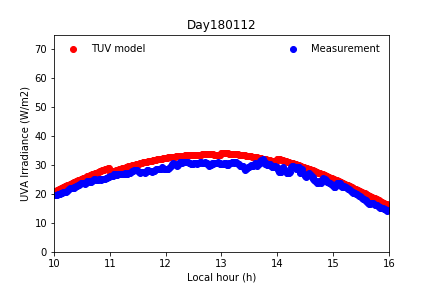 Day180112
TUV model
Measurement
UVA Irradiance (W/m2)
70
60
50
40
30
20
10
0
10 11 12 13 14 15 16
Local hour (h)